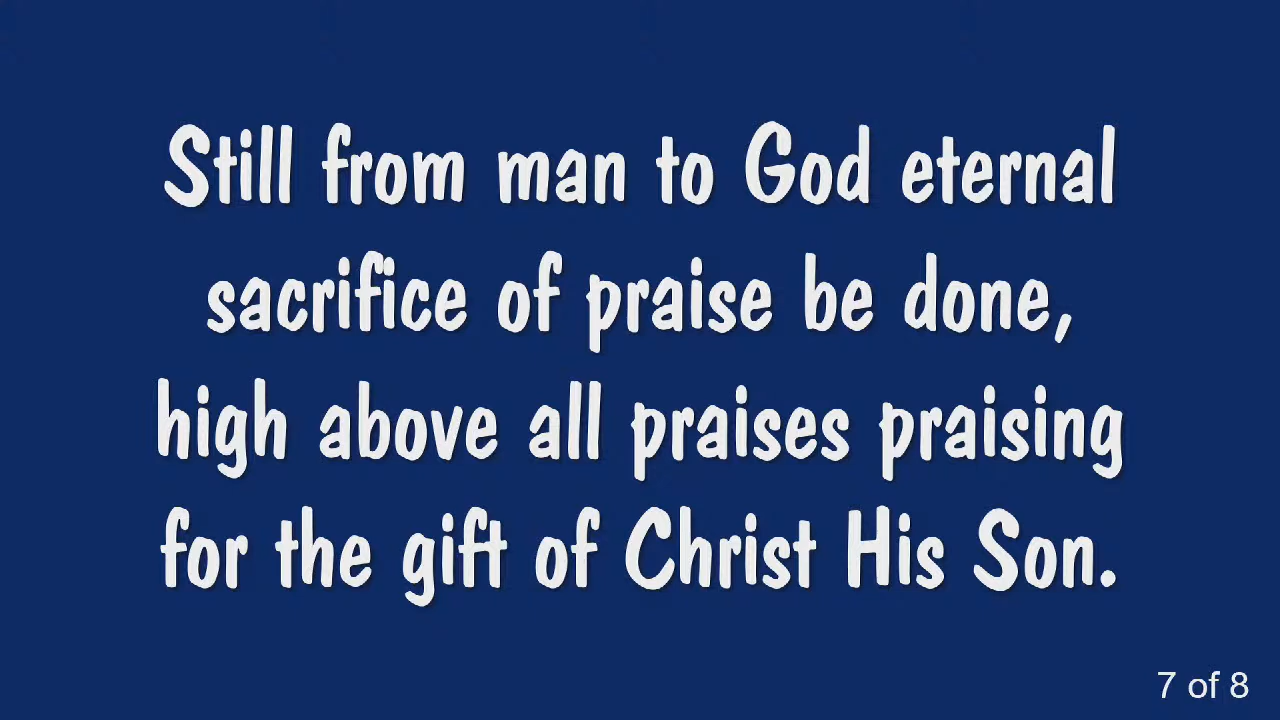 Still from man to God eternal
sacrifice of praise be done,
high above all praises praising
for the gift of Christ His Son.
7 of 8